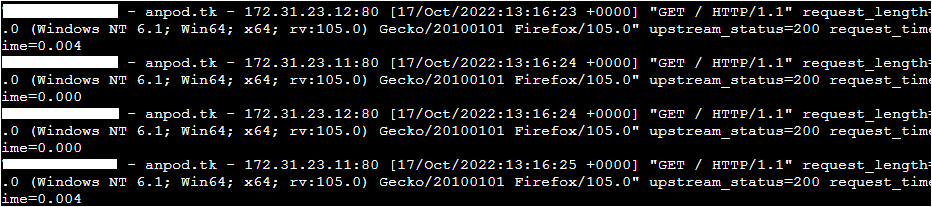 - anpod.tk - 172.31.23.12:80 [17/Oct/2022:13:16:23 +0000] "GET / HTTP/1.1" request_length=
.0 (Windows NT 6.1; Win64; x64; rv:105.0) Gecko/20100101 Firefox/105.0" upstream_status=200 request_time
ime=0.004
- anpod.tk - 172.31.23.11:80 [17/Oct/2022:13:16:24 +0000] "GET / HTTP/1.1" request_length=
.0 (Windows NT 6.1; Win64; x64; rv:105.0) Gecko/20100101 Firefox/105.0" upstream_status=200 request_time
ime=0.000
- anpod.tk - 172.31.23.12:80 [17/Oct/2022:13:16:24 +0000] "GET / HTTP/1.1" request_length=
.0 (Windows NT 6.1; Win64; x64; rv:105.0) Gecko/20100101 Firefox/105.0" upstream_status=200 request_time
ime=0.000
- anpod.tk - 172.31.23.11:80 [17/Oct/2022:13:16:25 +0000] "GET / HTTP/1.1" request_length=
.0 (Windows NT 6.1; Win64; x64; rv:105.0) Gecko/20100101 Firefox/105.0" upstream_status=200 request_time
ime=0.004